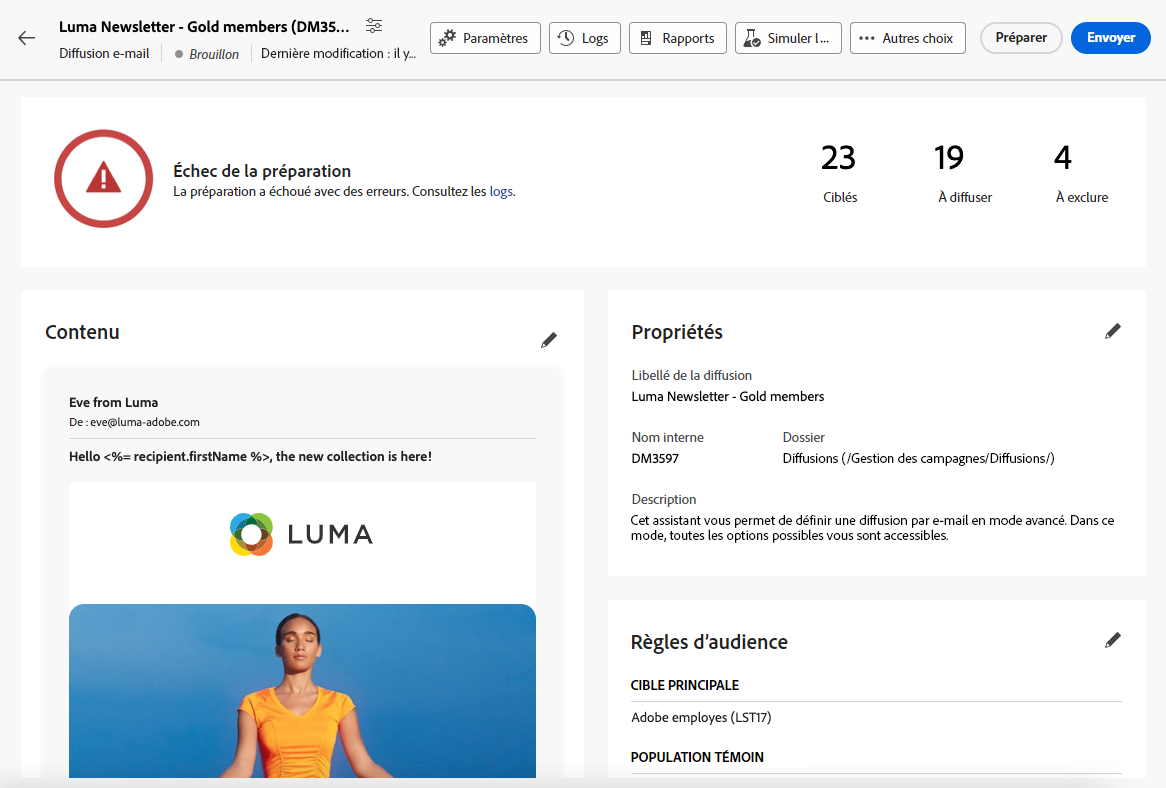 Luma Newsletter - Gold members (DM35...
Diffusion e-mail
Brouillon
Dernière modification : il y...
Paramètres
Logs
Rapports
Simuler l...
Autres choix
Préparer
Envoyer
Échec de la préparation
La préparation a échoué avec des erreurs. Consultez les logs.
23
19
4
Ciblés
À diffuser
À exclure
Contenu
Eve from Luma
De : eve@luma-adobe.com
Hello <%= recipient.firstName %>, the new collection is here!
LUMA
Propriétés
Libellé de la diffusion
Luma Newsletter - Gold members
Nom interne
Dossier
DM3597
Diffusions (/Gestion des campagnes/Diffusions/)
Description
Cet assistant vous permet de définir une diffusion par e-mail en mode avancé. Dans ce
mode, toutes les options possibles vous sont accessibles.
Règles d’audience
CIBLE PRINCIPALE
Adobe employes (LST17)
POPULATION TÉMOIN